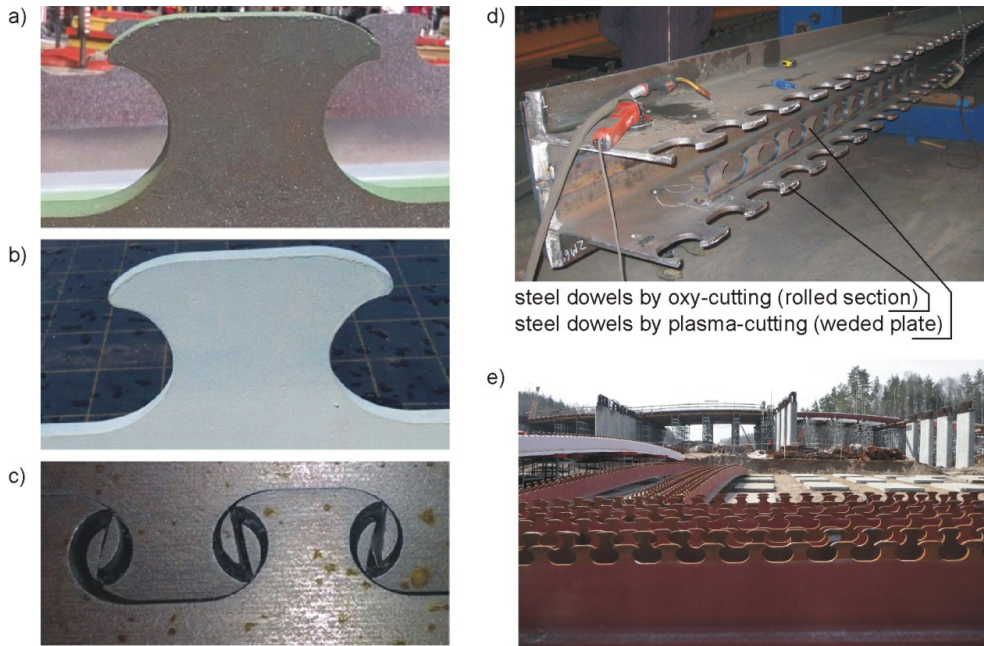 a)
b)
c)
d)
steel dowels by oxy-cutting (rolled section)
steel dowels by plasma-cutting (weded plate)
e)